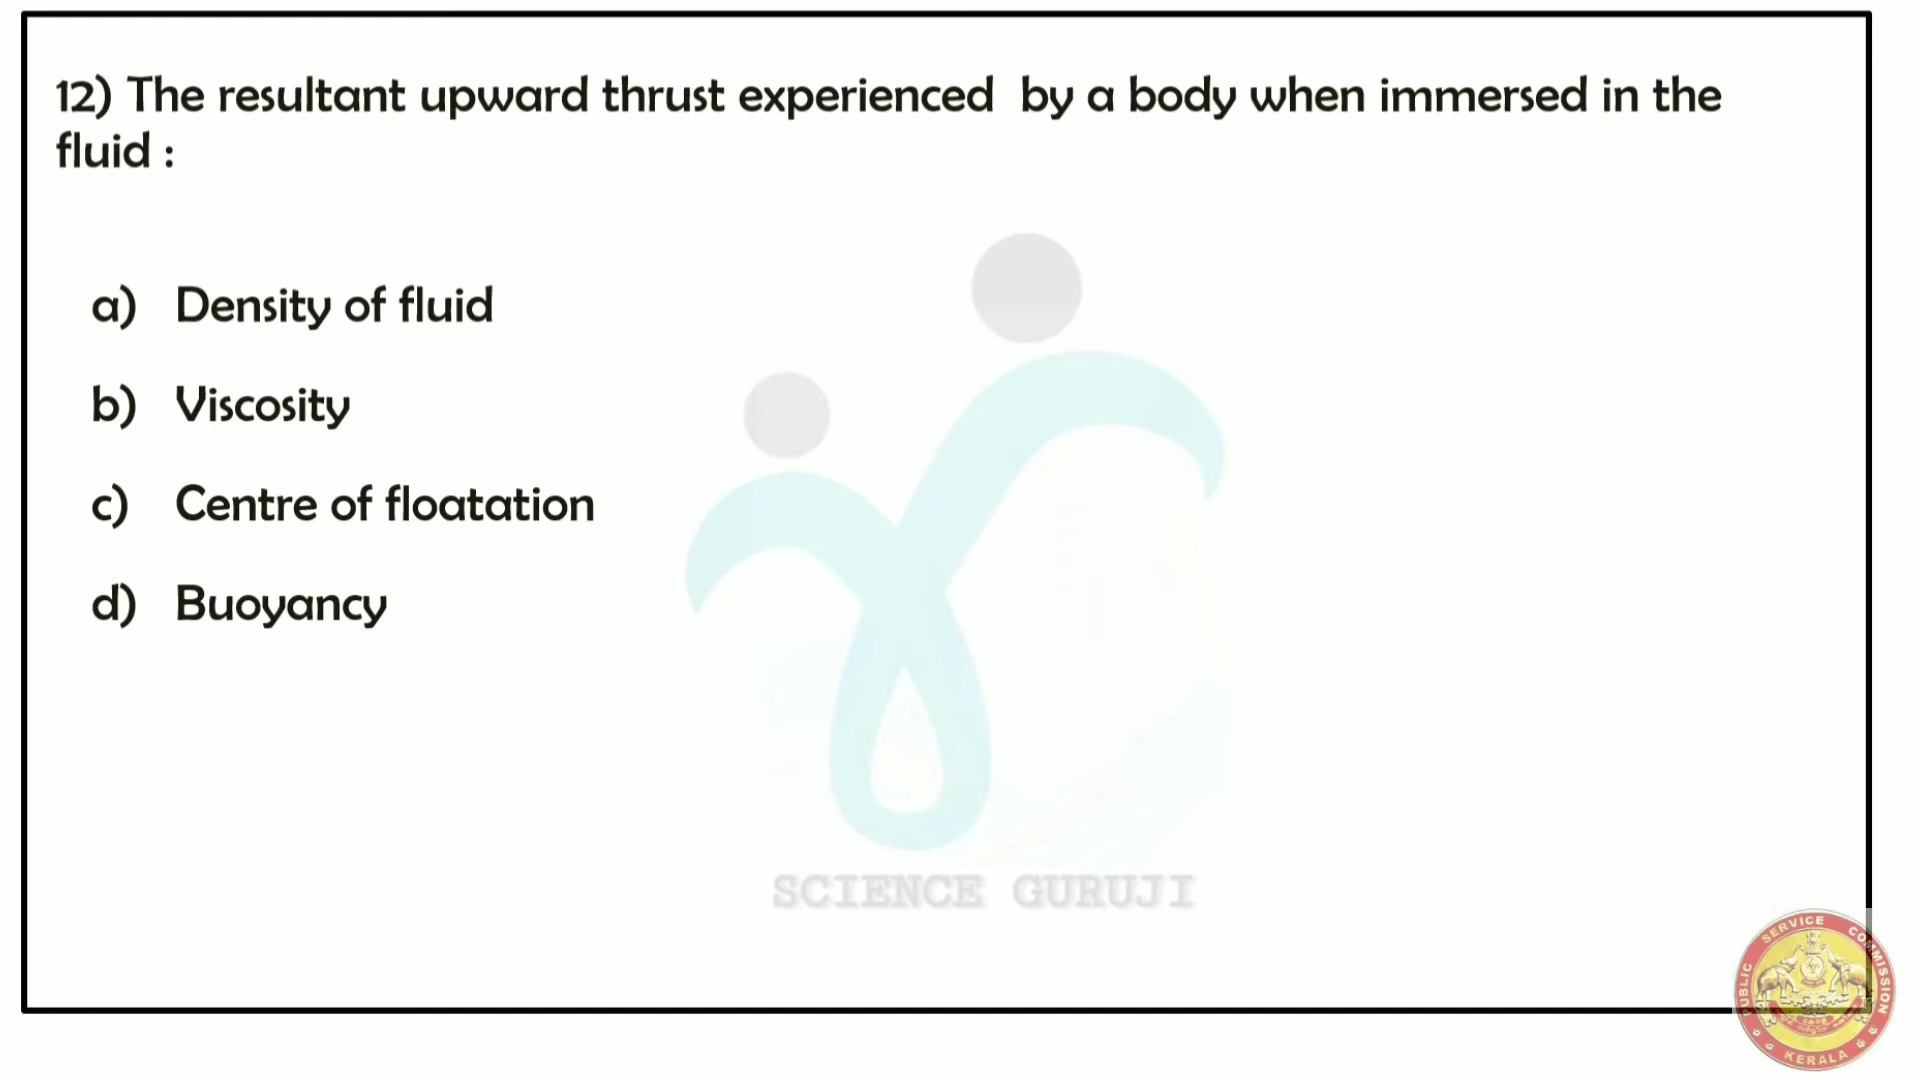 12) The resultant upward thrust experienced  by a body when immersed in the
fluid :
a) Density of fluid
b) Viscosity
c) Centre of floatation
d) Buoyancy
SCIENCE GURUJI
PUBLIC SERVICE COMMISSION
KERALA